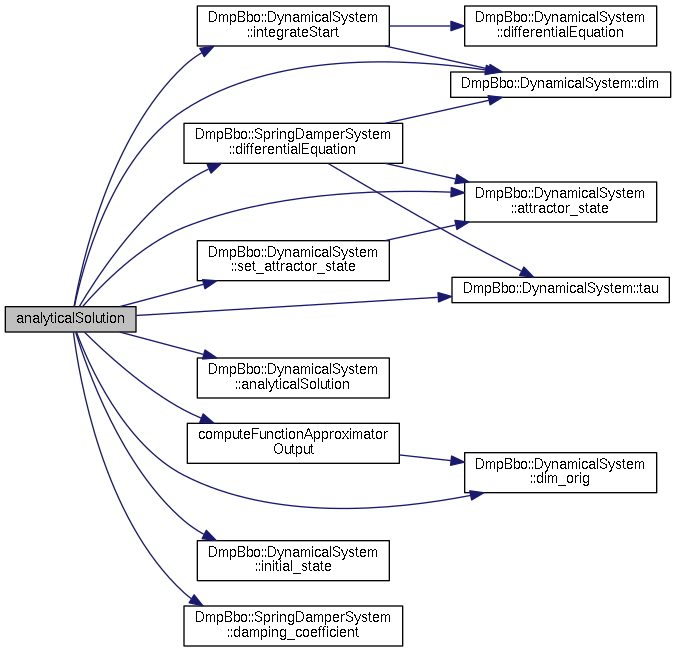 DmpBbo::DynamicalSystem
::integrateStart
DmpBbo::DynamicalSystem
::differentialEquation
DmpBbo::DynamicalSystem::dim
DmpBbo::SpringDamperSystem
::differentialEquation
DmpBbo::DynamicalSystem
::attractor_state
DmpBbo::DynamicalSystem
::set_attractor_state
DmpBbo::DynamicalSystem::tau
analyticalSolution
DmpBbo::DynamicalSystem
::analyticalSolution
computeFunctionApproximator
Output
DmpBbo::DynamicalSystem
::dim_orig
DmpBbo::DynamicalSystem
::initial_state
DmpBbo::SpringDamperSystem
::damping_coefficient